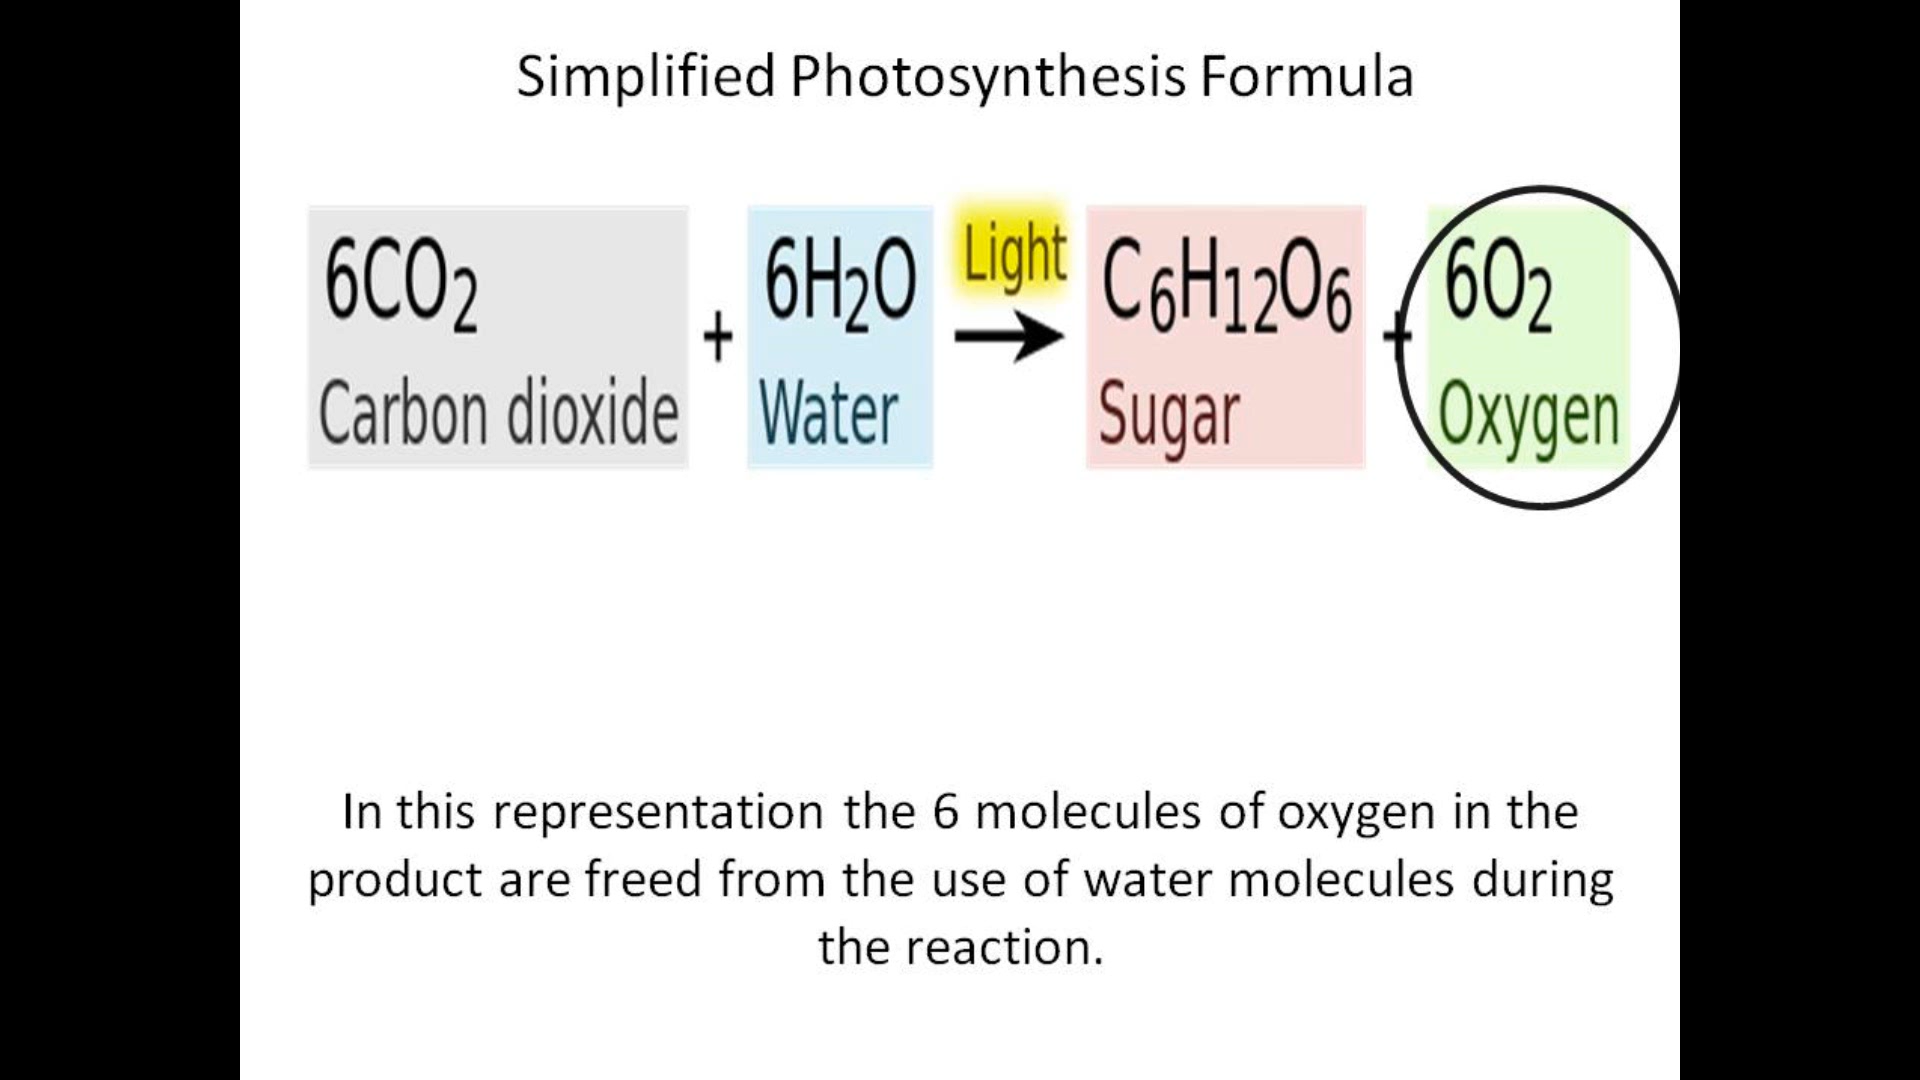 Simplified Photosynthesis Formula
6CO₂ + 6H₂O Light → C₆H₁₂O₆ + 6O₂
Carbon dioxide Water Sugar Oxygen
In this representation the 6 molecules of oxygen in the
product are freed from the use of water molecules during
the reaction.